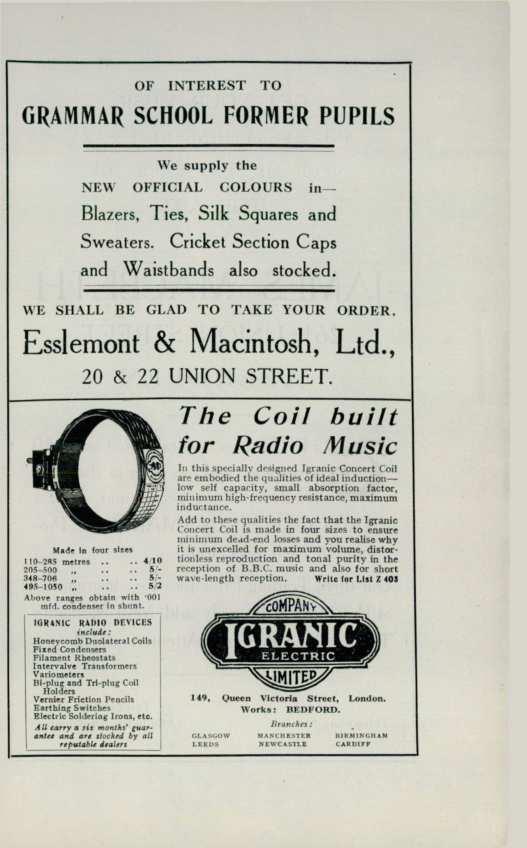 OF INTEREST TO
GRAMMAR SCHOOL FORMER PUPILS
We supply the
NEW OFFICIAL COLOURS in—
Blazers, Ties, Silk Squares and
Sweaters. Cricket Section Caps
and Waistbands also stocked.
WE SHALL BE GLAD TO TAKE YOUR ORDER.
Esslemont & Macintosh, Ltd.,
20 & 22 UNION STREET.
The Coil built
for Radio Music
In this specially designed Igranic Concert Coil
are embodied the qualities of ideal induction—
low self capacity, small absorption factor,
minimum high-frequency resistance, maximum
inductance.
Add to these qualities the fact that the Igranic
Concert Coil is made in four sizes to ensure
minimum dead-end losses and you realise why
it is unexcelled for maximum volume, distor-
tionless reproduction and tonal purity in the
reception of B.B.C. music and also for short
wave-length reception. Write for List Z 403
Made in four sizes
110-285 metres .. .. 4/10
205-500 ,, .. .. 5/-
348-706 ,, .. .. 5/-
495-1050 ,, .. .. 5/2
Above ranges obtain with ·001
mfd. condenser in shunt.
IGRANIC RADIO DEVICES
include:
Honeycomb Duolateral Coils
Fixed Condensers
Filament Rheostats
Intervalve Transformers
Variometers
Bi-plug and Tri-plug Coil
Holders
Vernier Friction Pencils
Earthing Switches
Electric Soldering Irons, etc.
All carry a six months' guar-
antee and are stocked by all
reputable dealers
COMPANY
IGRANIC
ELECTRIC
LIMITED
149, Queen Victoria Street, London.
Works: BEDFORD.
Branches:
GLASGOW MANCHESTER BIRMINGHAM
LEEDS NEWCASTLE CARDIFF